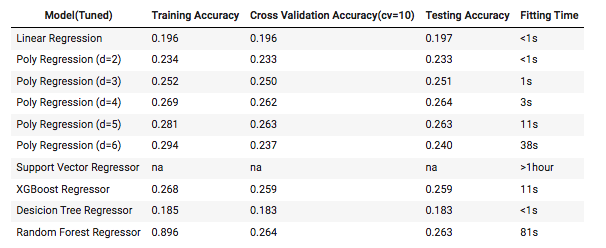 Model(Tuned) Training Accuracy Cross Validation Accuracy(cv=10) Testing Accuracy Fitting Time
Linear Regression 0.196 0.196 0.197 <1s
Poly Regression (d=2) 0.234 0.233 0.233 <1s
Poly Regression (d=3) 0.252 0.250 0.251 1s
Poly Regression (d=4) 0.269 0.262 0.264 3s
Poly Regression (d=5) 0.281 0.263 0.263 11s
Poly Regression (d=6) 0.294 0.237 0.240 38s
Support Vector Regressor na na na >1hour
XGBoost Regressor 0.268 0.259 0.259 11s
Desicion Tree Regressor 0.185 0.183 0.183 <1s
Random Forest Regressor 0.896 0.264 0.263 81s